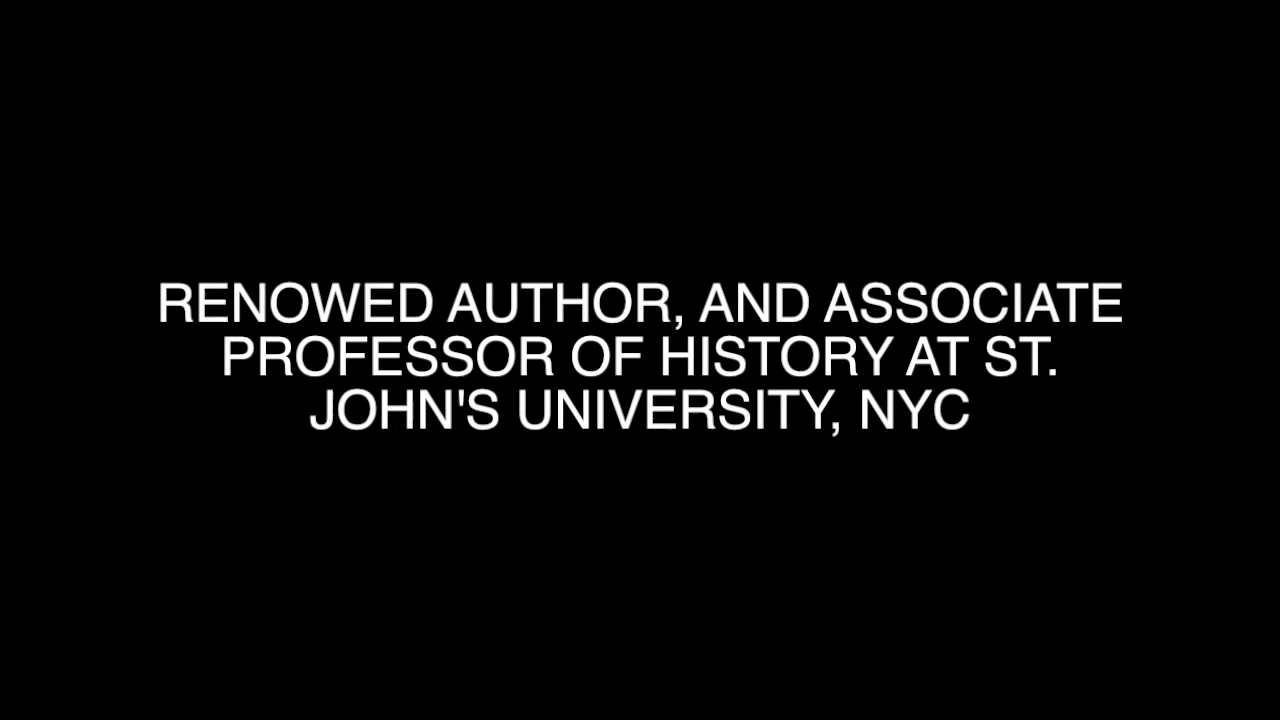 RENOWED AUTHOR, AND ASSOCIATE
PROFESSOR OF HISTORY AT ST.
JOHN'S UNIVERSITY, NYC